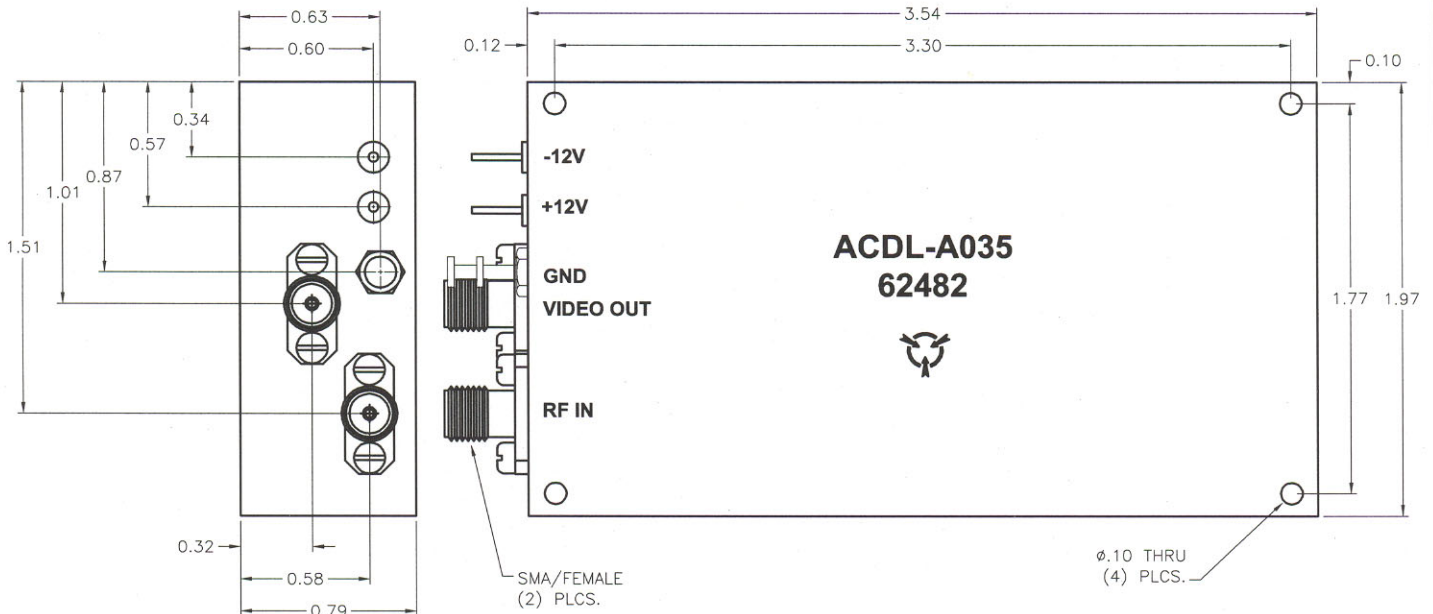 0.63
0.60
0.34
0.57
0.87
1.01
1.51
0.32
0.58
0.79
3.54
3.30
0.12
0.10
-12V
+12V
GND
VIDEO OUT
RF IN
ACDL-A035
62482
1.77
1.97
SMA/FEMALE
(2) PLCS.
ø.10 THRU
(4) PLCS.